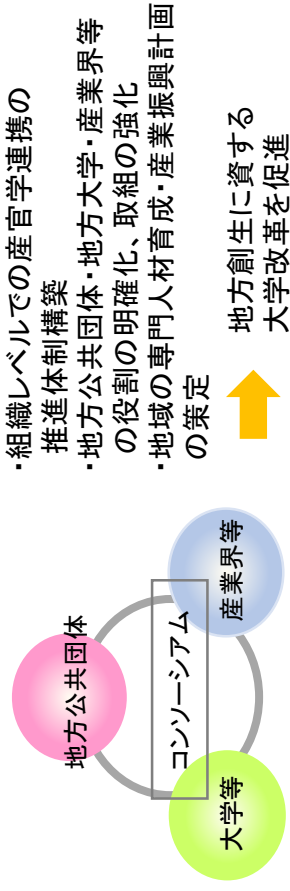 地方公共団体
コンソーシアム
大学等
産業界等
・組織レベルでの産官学連携の
推進体制構築
・地方公共団体・地方大学・産業界等
の役割の明確化、取組の強化
・地域の専門人材育成・産業振興計画
の策定
地方創生に資する
大学改革を促進